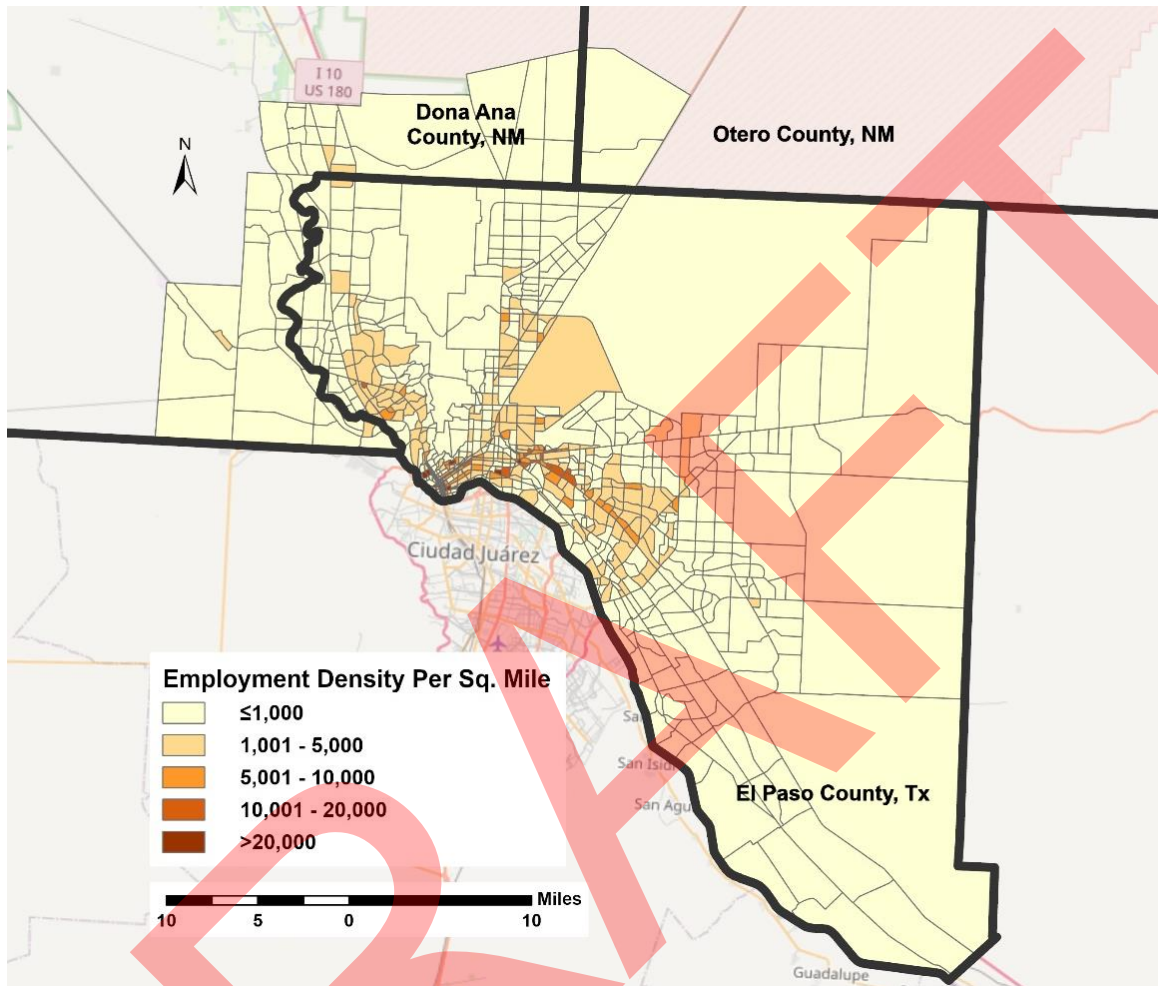 I 10
US 180
Dona Ana
County, NM
Otero County, NM
N
Ciudad Juárez
Employment Density Per Sq. Mile
≤1,000
1,001 - 5,000
5,001 - 10,000
10,001 - 20,000
>20,000
San Isid
San Agu
El Paso County, Tx
Miles
10 5 0 10
Guadalupe
DRAFT